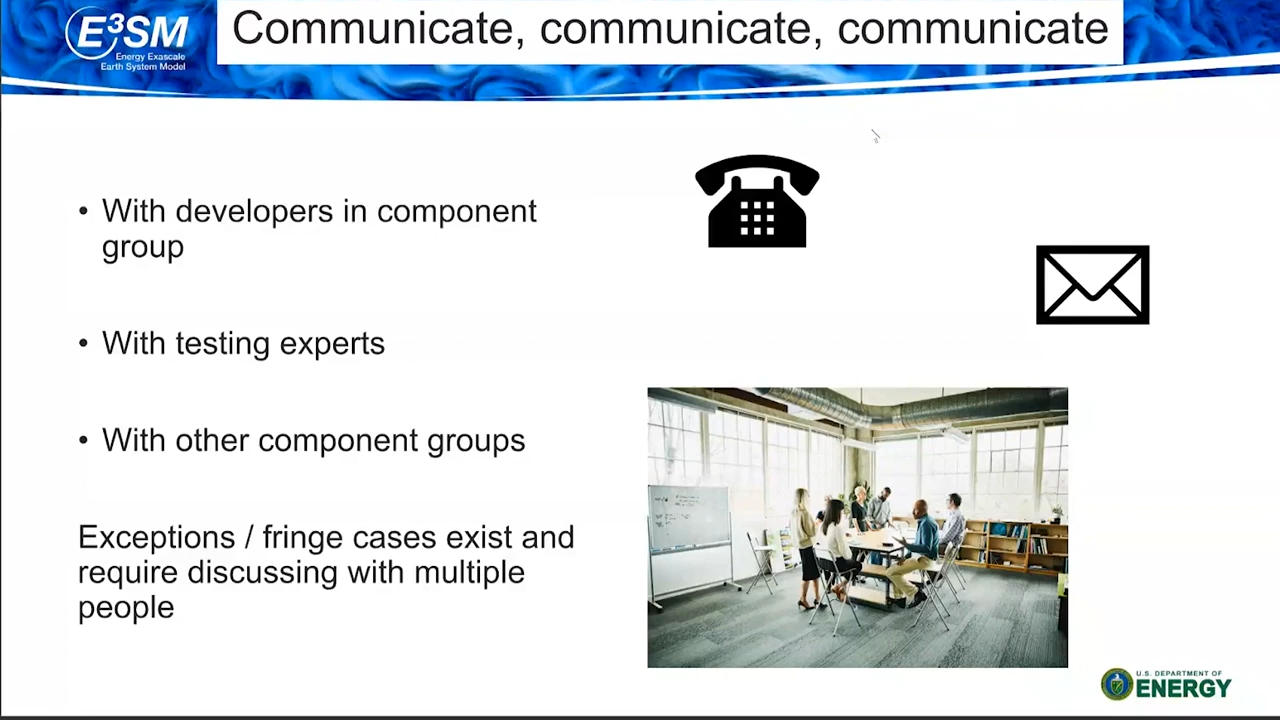 E3SM
Energy Exascale
Earth System Model
Communicate, communicate, communicate
• With developers in component
group
• With testing experts
• With other component groups
Exceptions / fringe cases exist and
require discussing with multiple
people
U.S. DEPARTMENT OF
ENERGY